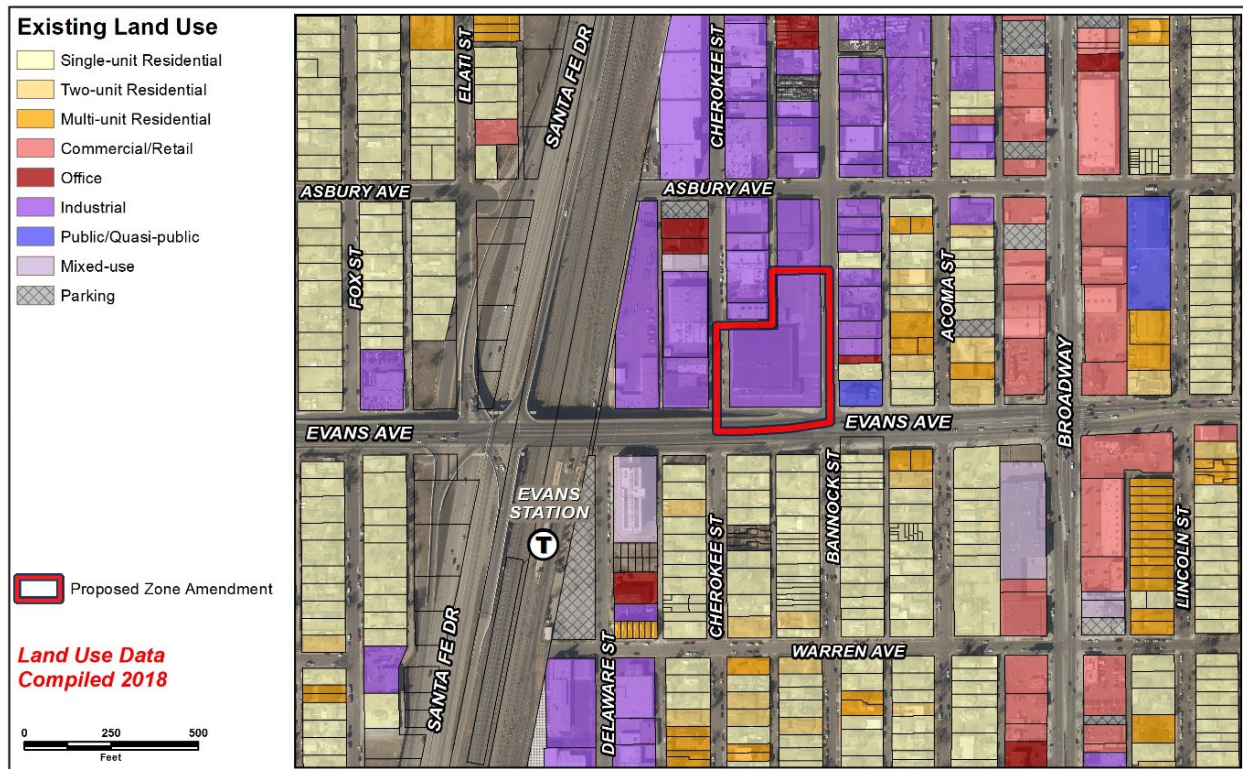 Existing Land Use
Single-unit Residential
Two-unit Residential
Multi-unit Residential
Commercial/Retail
Office
Industrial
Public/Quasi-public
Mixed-use
Parking
Proposed Zone Amendment
Land Use Data
Compiled 2018
0 250 500
Feet
ELATI ST
SANTA FE DR
CHEROKEE ST
ASBURY AVE
ASBURY AVE
FOX ST
ACOMA ST
BROADWAY
EVANS AVE
EVANS AVE
BANNOCK ST
EVANS
STATION
T
CHEROKEE ST
LINCOLN ST
SANTA FE DR
DELAWARE ST
WARREN AVE